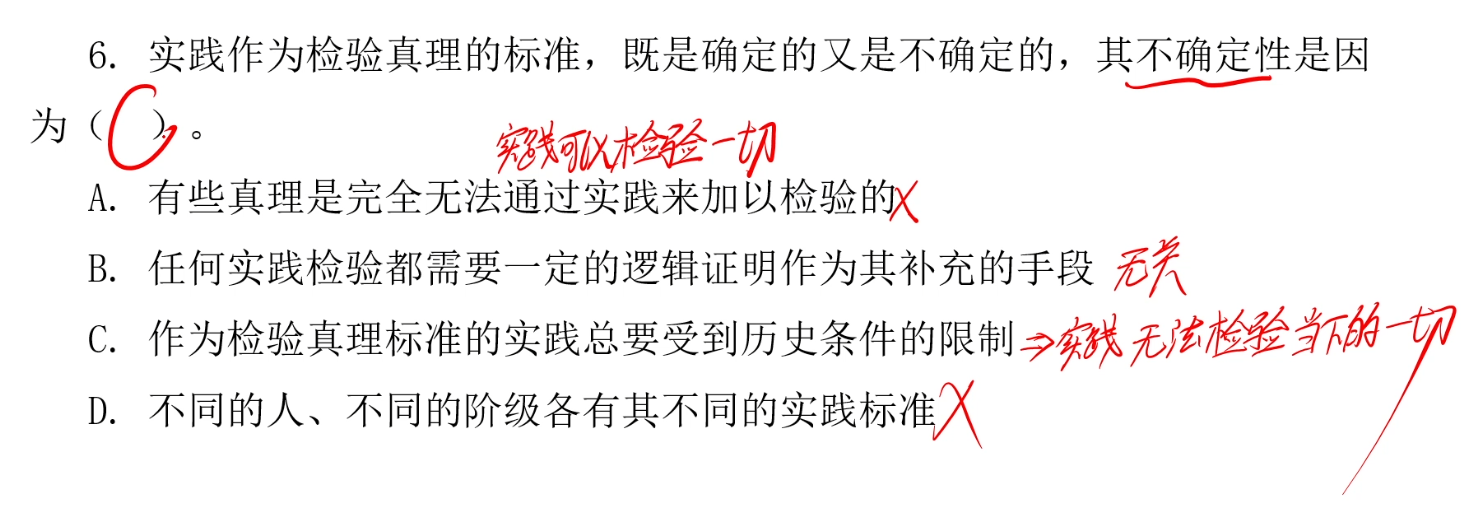 6. 实践作为检验真理的标准，既是确定的又是不确定的，其不确定性是因
为（C）。
实践可以检验一切
A. 有些真理是完全无法通过实践来加以检验的X
B. 任何实践检验都需要一定的逻辑证明作为其补充的手段 无关
C. 作为检验真理标准的实践总要受到历史条件的限制⇒实践无法检验当下的一切
D. 不同的人、不同的阶级各有其不同的实践标准X